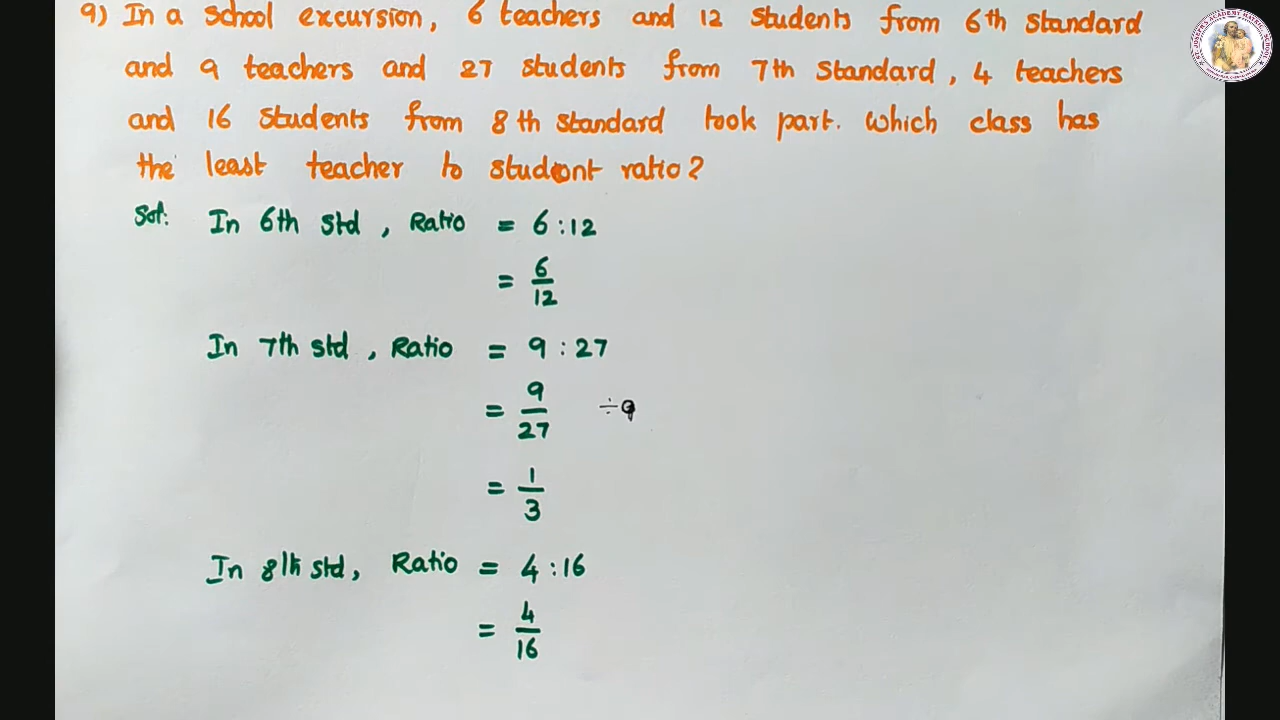 9) In a school excursion, 6 teachers and 12 students from 6th standard
and 9 teachers and 27 students from 7th standard, 4 teachers
and 16 students from 8th standard took part. Which class has
the least teacher to student ratio?
Sol: In 6th std, Ratio = 6:12
= 6/12
In 7th std, Ratio = 9:27
= 9/27 ÷9
= 1/3
In 8th std, Ratio = 4:16
= 4/16